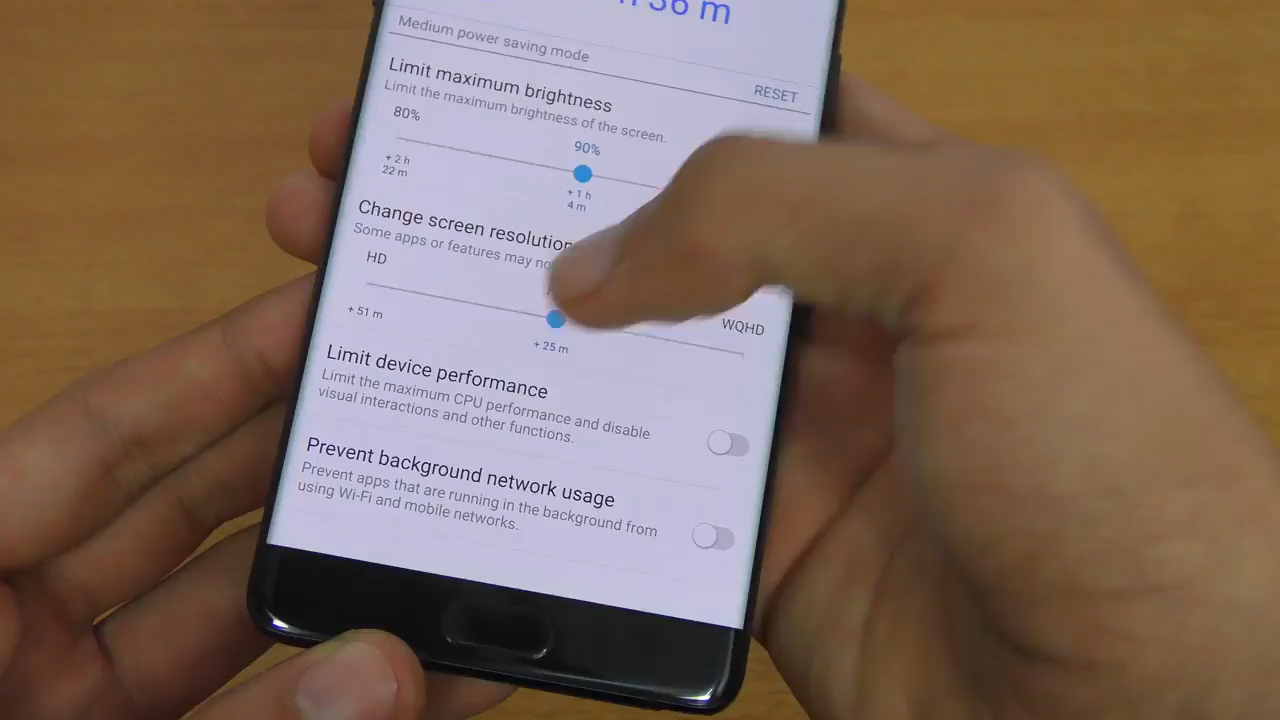 36 m
Medium power saving mode
RESET
Limit maximum brightness
Limit the maximum brightness of the screen.
80%
90%
+ 2 h
22 m
+ 1 h
4 m
Change screen resolution
Some apps or features may
HD
WQHD
+ 51 m
+ 25 m
Limit device performance
Limit the maximum CPU performance and disable
visual interactions and other functions.
Prevent background network usage
Prevent apps that are running in the background from
using Wi-Fi and mobile networks.